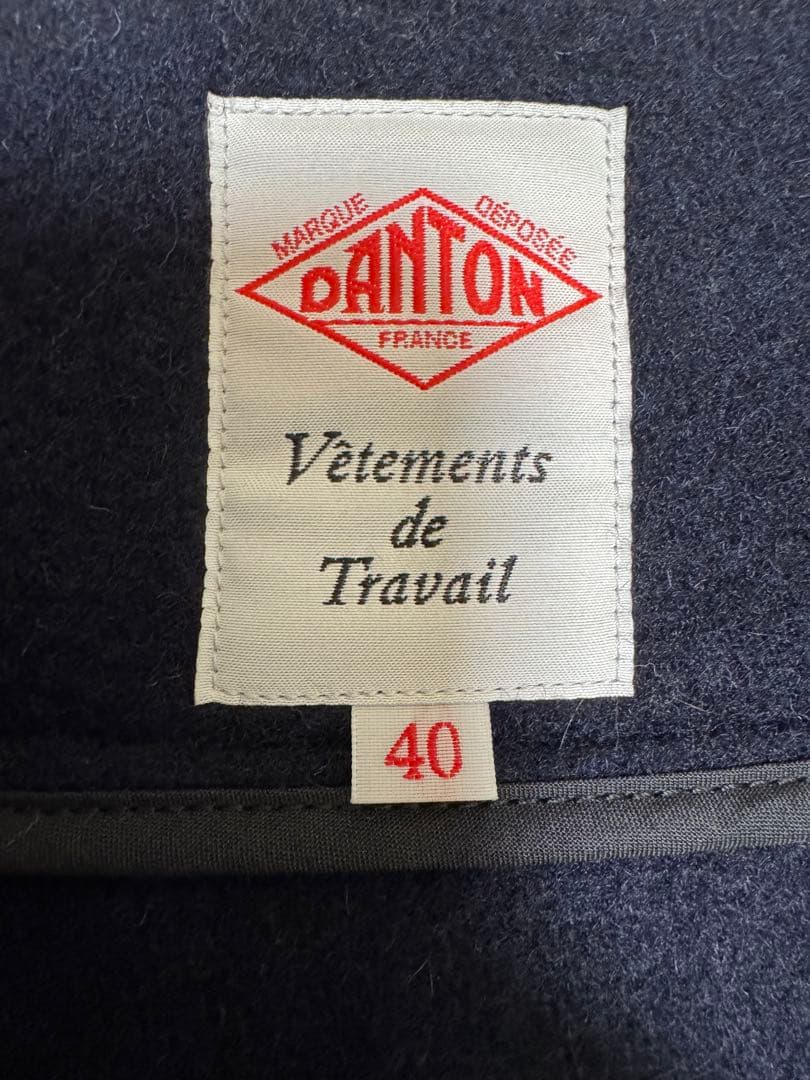 MARQUE DÉPOSÉE
DANTON
FRANCE
Vêtements
de
Travail
40